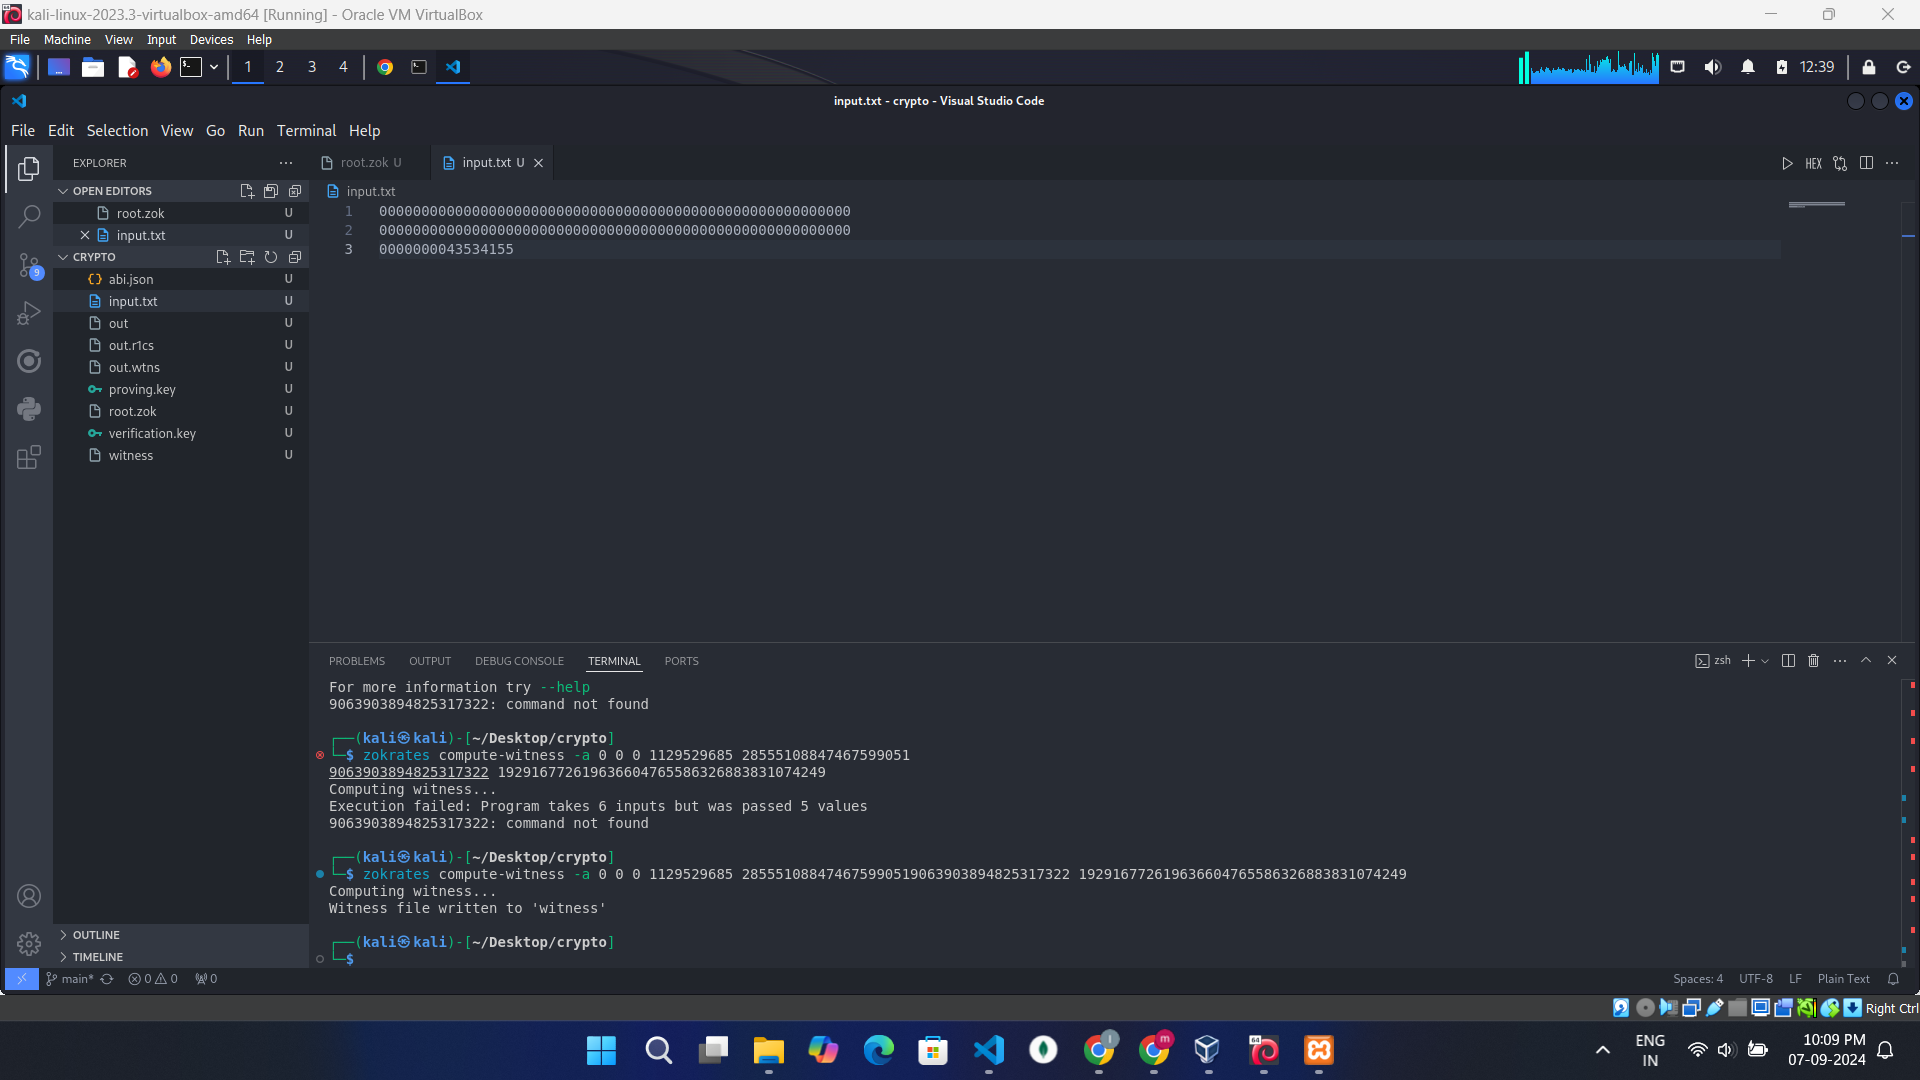 kali-linux-2023.3-virtualbox-amd64 [Running] - Oracle VM VirtualBox
File Machine View Input Devices Help
1 2 3 4 12:39
input.txt - crypto - Visual Studio Code
File Edit Selection View Go Run Terminal Help
EXPLORER
OPEN EDITORS
root.zok U
input.txt U
CRYPTO
abi.json U
input.txt U
out U
out.r1cs U
out.wtns U
proving.key U
root.zok U
verification.key U
witness U
OUTLINE
TIMELINE
9
root.zok U input.txt U
HEX
input.txt
1 00000000000000000000000000000000000000000000000000000000
2 00000000000000000000000000000000000000000000000000000000
3 0000000043534155
PROBLEMS OUTPUT DEBUG CONSOLE TERMINAL PORTS
zsh
For more information try --help
9063903894825317322: command not found
┌──(kali㉿kali)-[~/Desktop/crypto]
└─$ zokrates compute-witness -a 0 0 0 1129529685 28555108847467599051
9063903894825317322 19291677261963660476558632688383107­4249
Computing witness...
Execution failed: Program takes 6 inputs but was passed 5 values
9063903894825317322: command not found
┌──(kali㉿kali)-[~/Desktop/crypto]
└─$ zokrates compute-witness -a 0 0 0 1129529685 285551088474675990519063903894825317322 192916772619636604765586326883831074249
Computing witness...
Witness file written to 'witness'
┌──(kali㉿kali)-[~/Desktop/crypto]
└─$
main* 0 0 0
Spaces: 4 UTF-8 LF Plain Text
Right Ctrl
ENG
IN
10:09 PM
07-09-2024